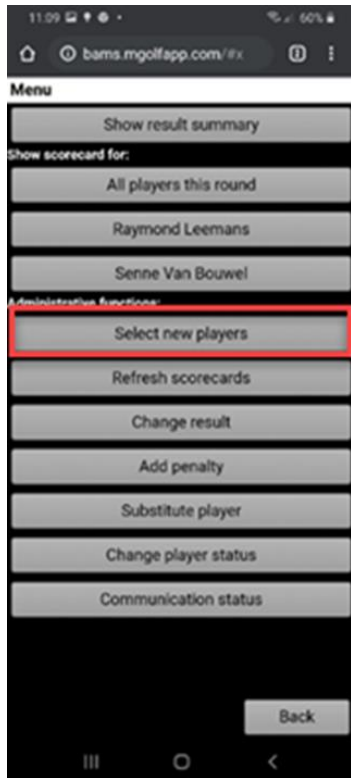 11:09
60%
bams.mgolfapp.com/#x
Menu
Show result summary
Show scorecard for:
All players this round
Raymond Leemans
Senne Van Bouwel
Administrative functions:
Select new players
Refresh scorecards
Change result
Add penalty
Substitute player
Change player status
Communication status
Back